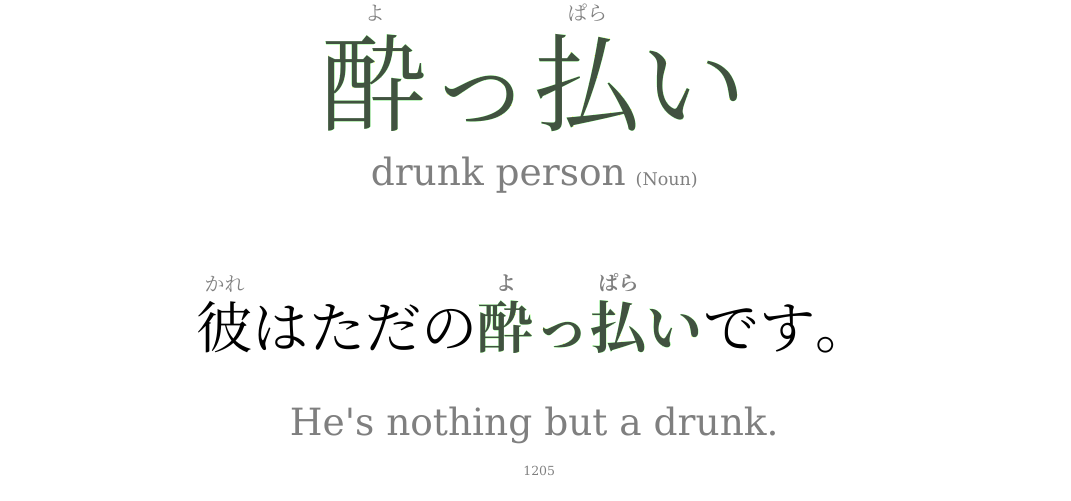 よ ぱら
酔っ払い
drunk person (Noun)
かれ よ ぱら
彼はただの酔っ払いです。
He's nothing but a drunk.
1205